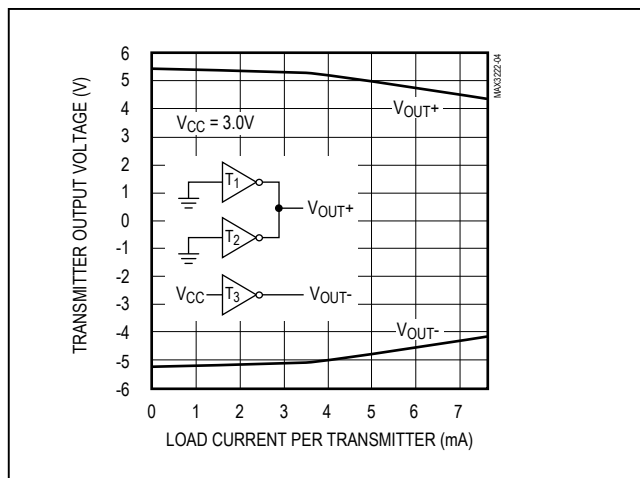 MAX3222-04
TRANSMITTER OUTPUT VOLTAGE (V)
6
5
4
3
2
1
0
-1
-2
-3
-4
-5
-6
VOUT+
VCC = 3.0V
T1
T2
VOUT+
VCC
T3
VOUT-
VOUT-
0 1 2 3 4 5 6 7
LOAD CURRENT PER TRANSMITTER (mA)